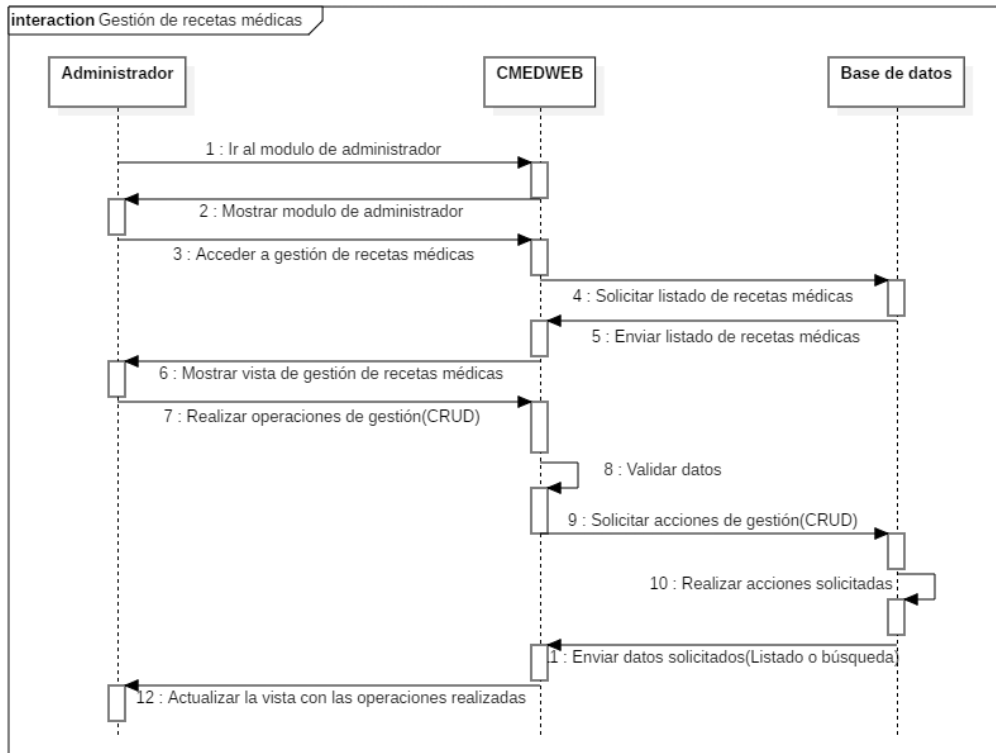 interaction Gestión de recetas médicas
Administrador
CMEDWEB
Base de datos
1 : Ir al modulo de administrador
2 : Mostrar modulo de administrador
3 : Acceder a gestión de recetas médicas
4 : Solicitar listado de recetas médicas
5 : Enviar listado de recetas médicas
6 : Mostrar vista de gestión de recetas médicas
7 : Realizar operaciones de gestión(CRUD)
8 : Validar datos
9 : Solicitar acciones de gestión(CRUD)
10 : Realizar acciones solicitadas
11 : Enviar datos solicitados(Listado o búsqueda)
12 : Actualizar la vista con las operaciones realizadas